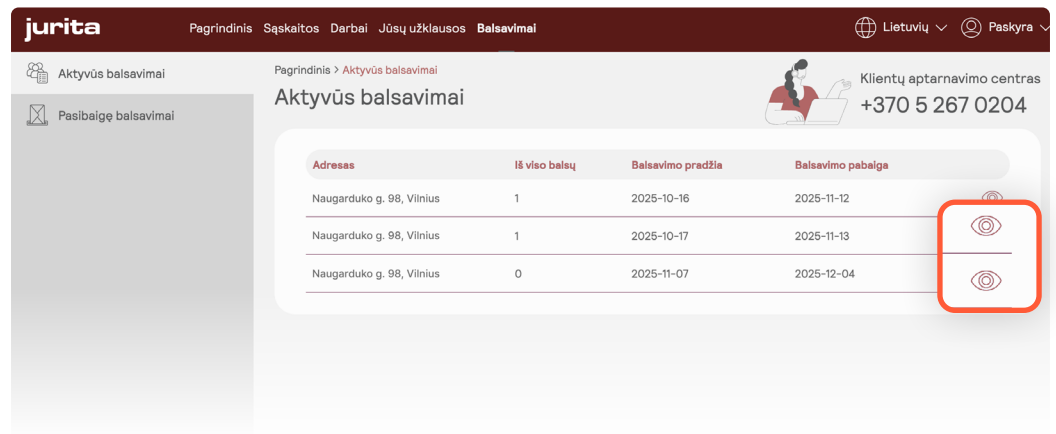 jurita Pagrindinis Sąskaitos Darbai Jūsų užklausos Balsavimai Lietuvių Paskyra
Aktyvūs balsavimai
Pasibaigę balsavimai
Pagrindinis > Aktyvūs balsavimai
Aktyvūs balsavimai
Klientų aptarnavimo centras
+370 5 267 0204
Adresas Iš viso balsų Balsavimo pradžia Balsavimo pabaiga
Naugarduko g. 98, Vilnius 1 2025-10-16 2025-11-12
Naugarduko g. 98, Vilnius 1 2025-10-17 2025-11-13
Naugarduko g. 98, Vilnius 0 2025-11-07 2025-12-04